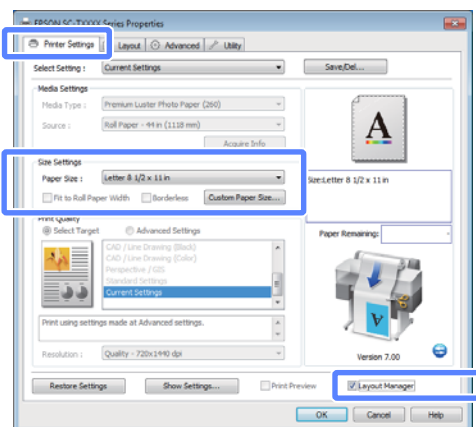 EPSON SC-TXXXX Series Properties
Printer Settings Layout Advanced Utility
Select Setting : Current Settings Save/Del...
Media Settings
Media Type : Premium Luster Photo Paper (260)
Source : Roll Paper - 44 in (1118 mm)
Acquire Info
Size Settings
Paper Size : Letter 8 1/2 x 11 in
Fit to Roll Paper Width Borderless Custom Paper Size...
A
Size:Letter 8 1/2 x 11 in
Print Quality
Select Target Advanced Settings
CAD / Line Drawing (Black)
CAD / Line Drawing (Color)
Perspective / GIS
Standard Settings
Current Settings
Print using settings made at Advanced settings.
Resolution : Quality - 720x1440 dpi
Paper Remaining:
A
Version 7.00
Restore Settings Show Settings... Print Preview Layout Manager
OK Cancel Help